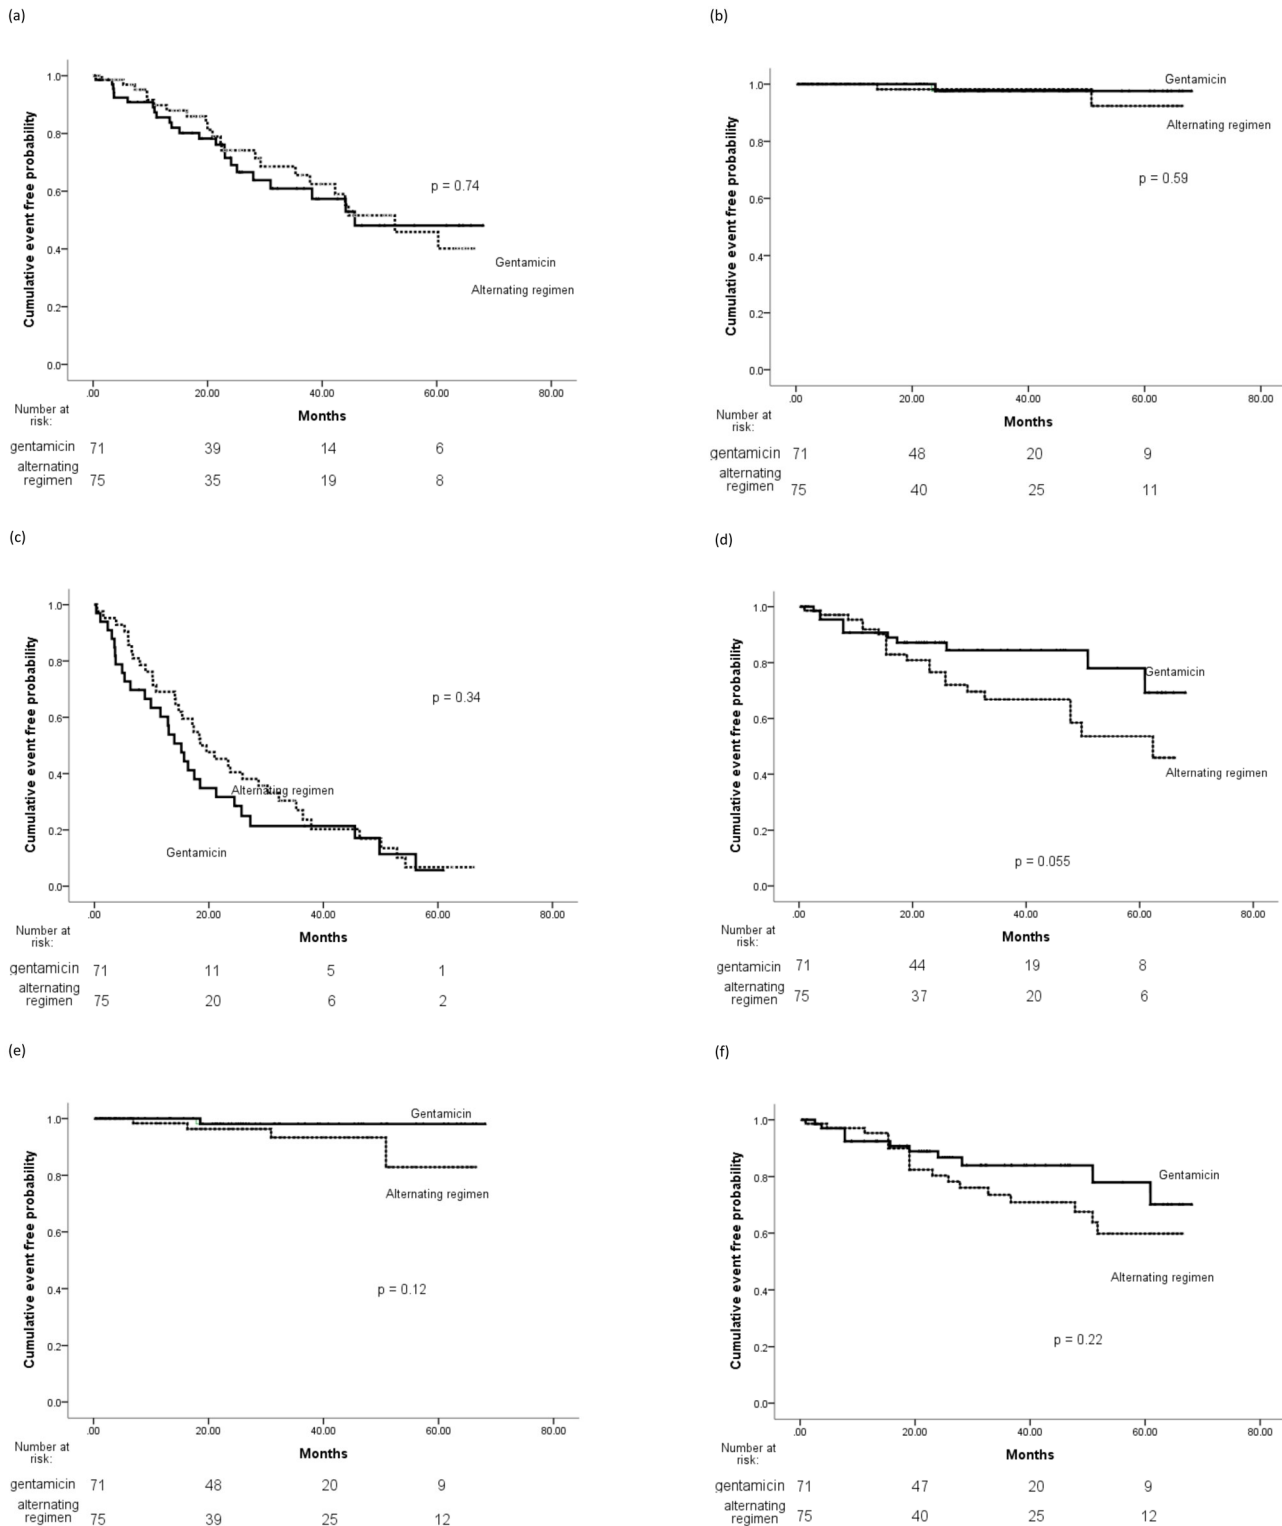 (a)
1.0
0.8
0.6
0.4
0.2
0.0
Cumulative event free probability
p = 0.74
Gentamicin
Alternating regimen
.00 20.00 40.00 60.00 80.00
Months
Number at
risk:
gentamicin 71 39 14 6
alternating
regimen 75 35 19 8
(b)
1.0
0.8
0.6
0.4
0.2
0.0
Cumulative event free probability
Gentamicin
Alternating regimen
p = 0.59
.00 20.00 40.00 60.00 80.00
Months
Number at
risk:
gentamicin 71 48 20 9
alternating
regimen 75 40 25 11
(c)
1.0
0.8
0.6
0.4
0.2
0.0
Cumulative event free probability
p = 0.34
Alternating regimen
Gentamicin
.00 20.00 40.00 60.00 80.00
Months
Number at
risk:
gentamicin 71 11 5 1
alternating
regimen 75 20 6 2
(d)
1.0
0.8
0.6
0.4
0.2
0.0
Cumulative event free probability
Gentamicin
Alternating regimen
p = 0.055
.00 20.00 40.00 60.00 80.00
Months
Number at
risk:
gentamicin 71 44 19 8
alternating
regimen 75 37 20 6
(e)
1.0
0.8
0.6
0.4
0.2
0.0
Cumulative event free probability
Gentamicin
Alternating regimen
p = 0.12
.00 20.00 40.00 60.00 80.00
Months
Number at
risk:
gentamicin 71 48 20 9
alternating
regimen 75 39 25 12
(f)
1.0
0.8
0.6
0.4
0.2
0.0
Cumulative event free probability
Gentamicin
Alternating regimen
p = 0.22
.00 20.00 40.00 60.00 80.00
Months
Number at
risk:
gentamicin 71 47 20 9
alternating
regimen 75 40 25 12